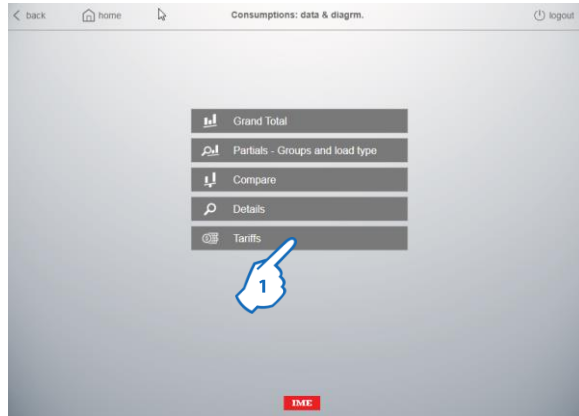 back
home
Consumptions: data & diagrm.
logout
Grand Total
Partials - Groups and load type
Compare
Details
Tariffs
1
IME